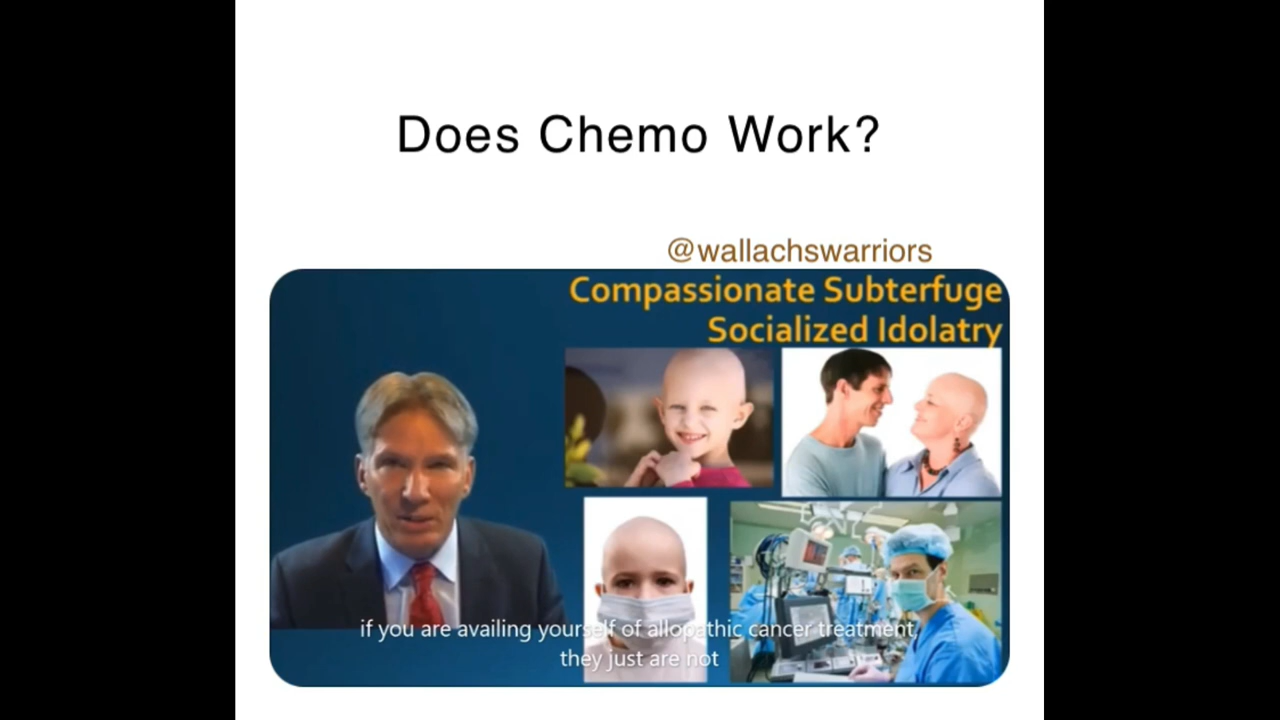 Does Chemo Work?
@wallachswarriors
Compassionate Subterfuge
Socialized Idolatry
if you are availing yourself of allopathic cancer treatment,
they just are not